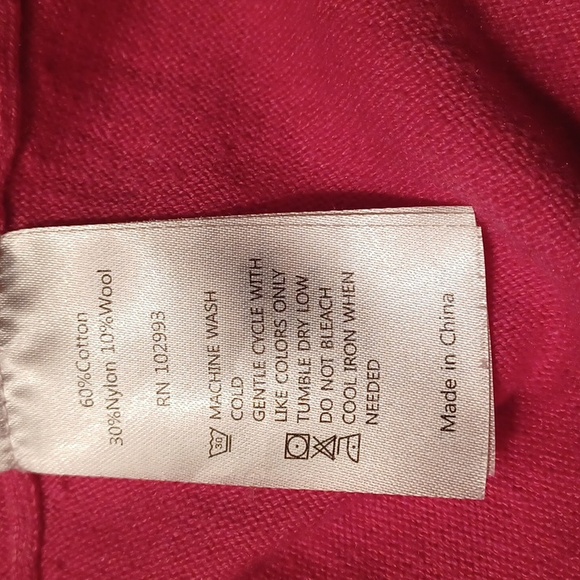 60%Cotton
30%Nylon 10%Wool
RN 102993
30
MACHINE WASH
COLD
GENTLE CYCLE WITH
LIKE COLORS ONLY
TUMBLE DRY LOW
DO NOT BLEACH
COOL IRON WHEN
NEEDED
Made in China